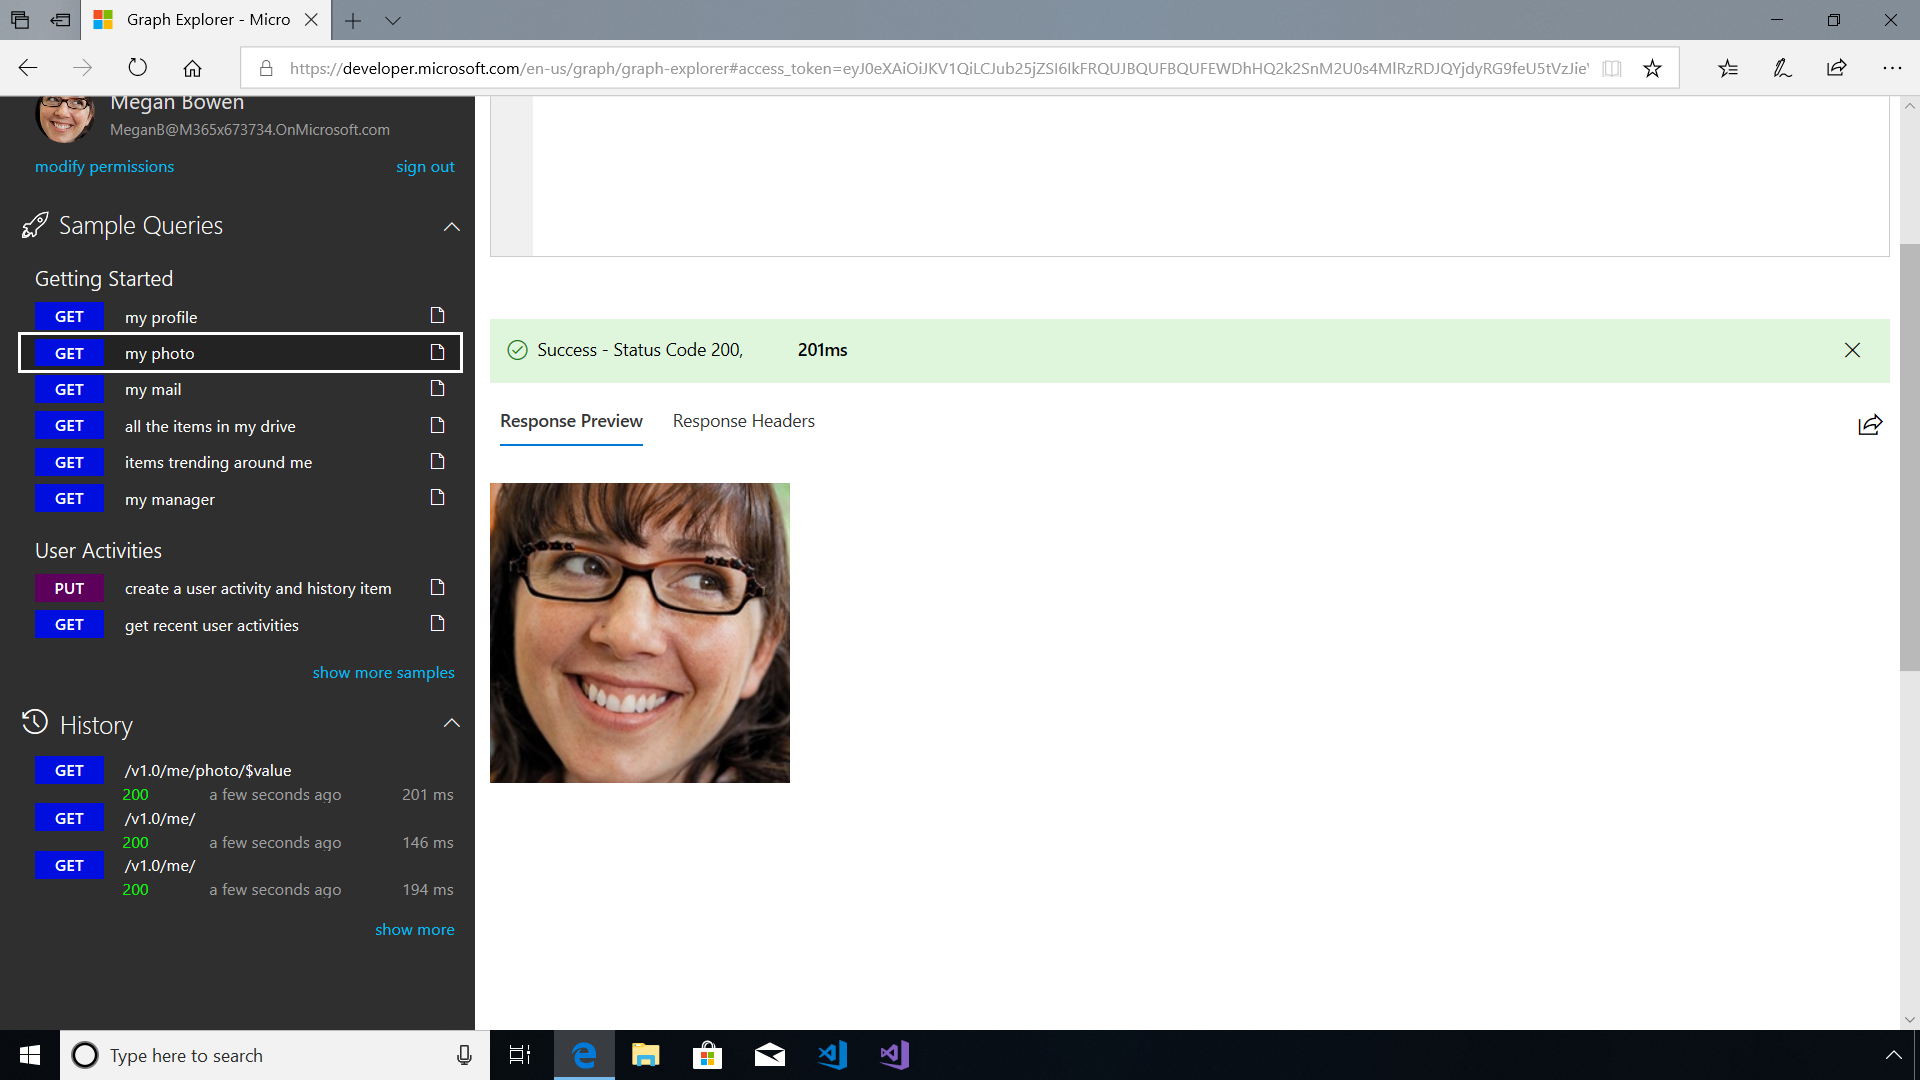 Graph Explorer - Micro
https://developer.microsoft.com/en-us/graph/graph-explorer#access_token=
Megan Bowen
MeganB@M365x673734.OnMicrosoft.com
modify permissions sign out
Sample Queries
Getting Started
GET my profile
GET my photo
GET my mail
GET all the items in my drive
GET items trending around me
GET my manager
User Activities
PUT create a user activity and history item
GET get recent user activities
show more samples
History
GET /v1.0/me/photo/$value
200 a few seconds ago 201 ms
GET /v1.0/me/
200 a few seconds ago 146 ms
GET /v1.0/me/
200 a few seconds ago 194 ms
show more
Success - Status Code 200, 201ms
Response Preview Response Headers
Type here to search